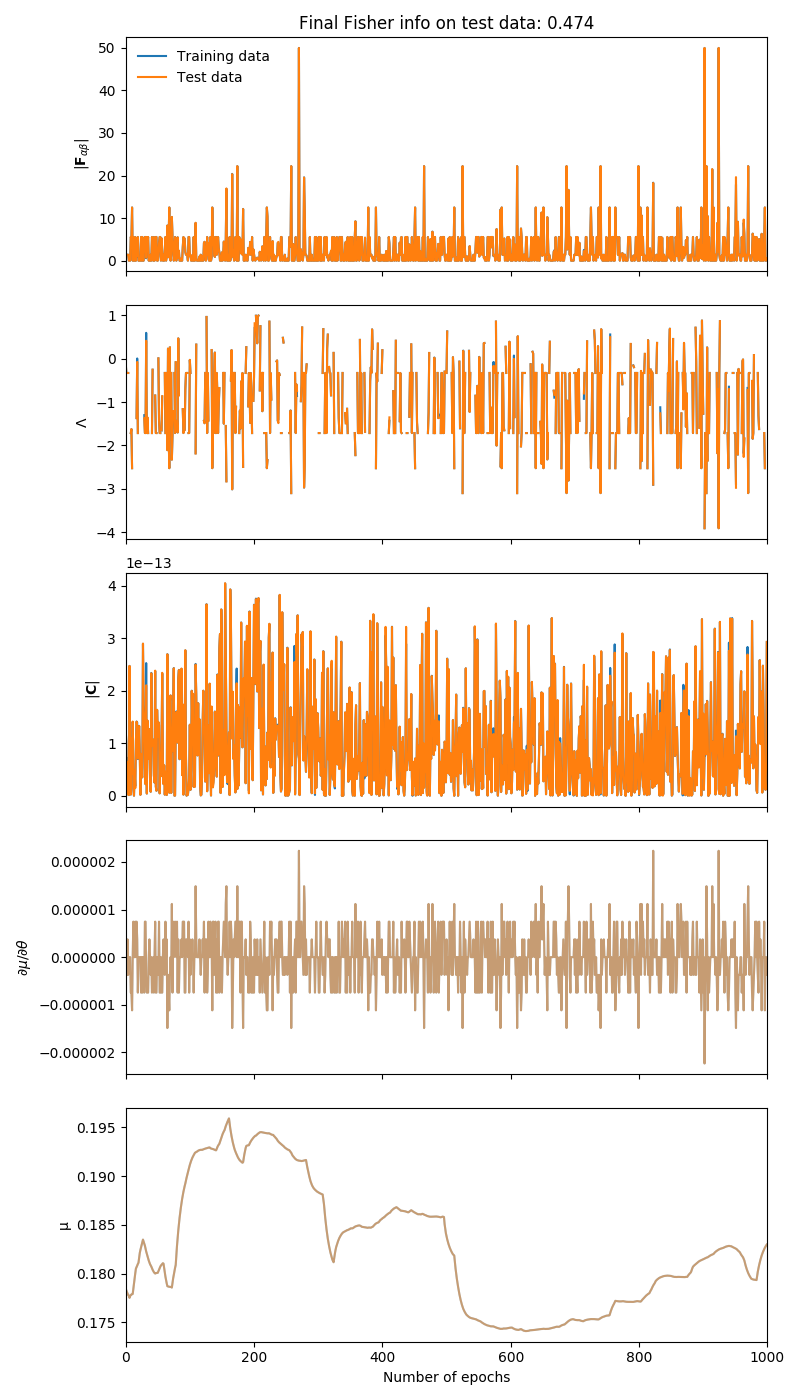 Final Fisher info on test data: 0.474
Training data
Test data
50
40
30
20
10
0
|F_{αβ}|
1
0
−1
−2
−3
−4
Λ
1e−13
4
3
2
1
0
|C|
0.000002
0.000001
0.000000
−0.000001
−0.000002
∂μ/∂θ
0.195
0.190
0.185
0.180
0.175
μ
0 200 400 600 800 1000
Number of epochs